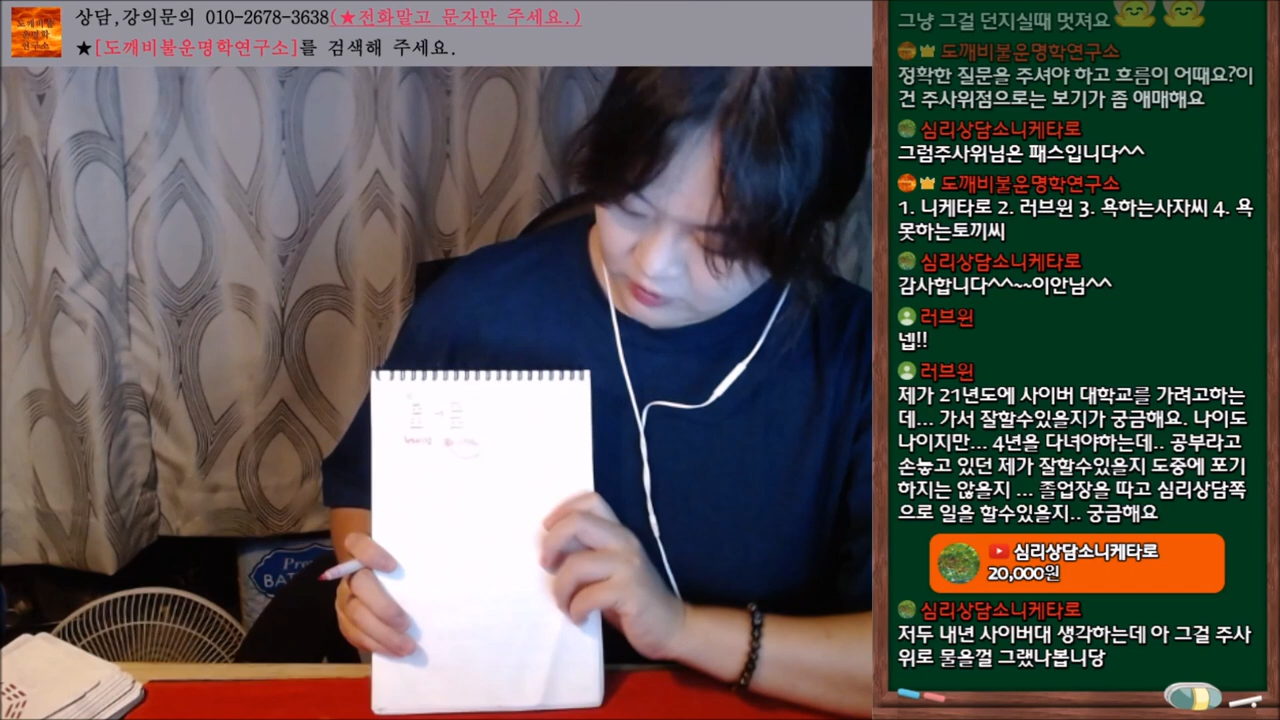 도깨비불
운명학
연구소
상담,강의문의 010-2678-3638(★전화말고 문자만 주세요.)
★[도깨비불운명학연구소]를 검색해 주세요.
그냥 그걸 던지실때 멋져요
도깨비불운명학연구소
정확한 질문을 주셔야 하고 흐름이 어때요?이
건 주사위점으로는 보기가 좀 애매해요
심리상담소니케타로
그럼주사위님은 패스입니다^^
도깨비불운명학연구소
1. 니케타로 2. 러브윈 3. 욕하는사자씨 4. 욕
못하는토끼씨
심리상담소니케타로
감사합니다^^~~이안님^^
러브윈
넵!!
러브윈
제가 21년도에 사이버 대학교를 가려고하는
데... 가서 잘할수있을지가 궁금해요. 나이도
나이지만... 4년을 다녀야하는데.. 공부라고
손놓고 있던 제가 잘할수있을지 도중에 포기
하지는 않을지 ... 졸업장을 따고 심리상담쪽
으로 일을 할수있을지.. 궁금해요
심리상담소니케타로
20,000원
심리상담소니케타로
저두 내년 사이버대 생각하는데 아 그걸 주사
위로 물을껄 그랬나봅니당